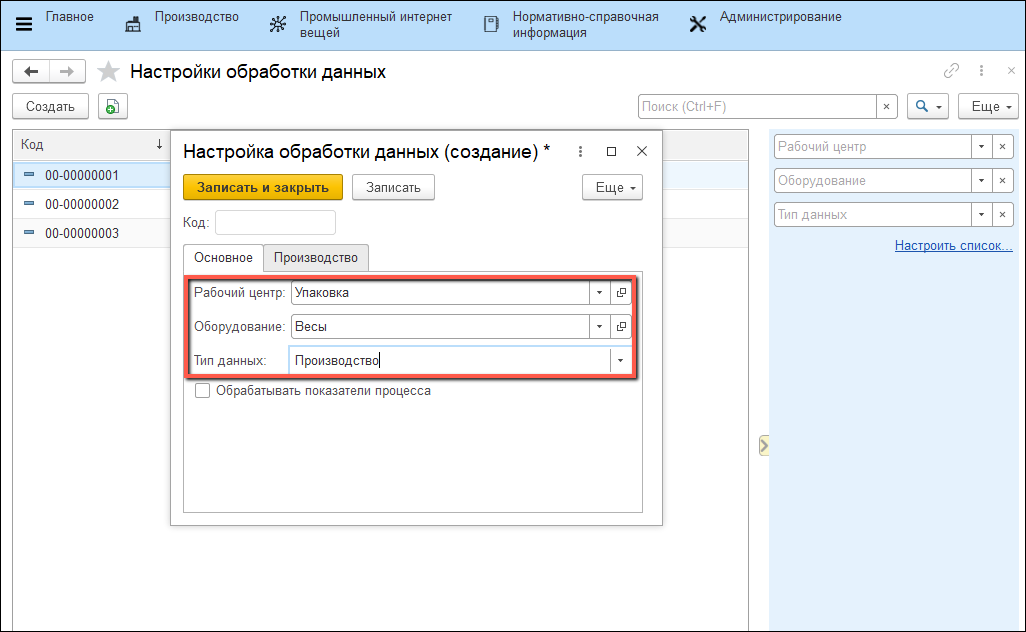 Главное
Производство
Промышленный интернет
вещей
Нормативно-справочная
информация
Администрирование
Настройки обработки данных
Создать
Поиск (Ctrl+F)
Еще
Код
00-00000001
00-00000002
00-00000003
Настройка обработки данных (создание) *
Записать и закрыть
Записать
Еще
Код:
Основное
Производство
Рабочий центр: Упаковка
Оборудование: Весы
Тип данных: Производство
Обрабатывать показатели процесса
Рабочий центр
Оборудование
Тип данных
Настроить список...